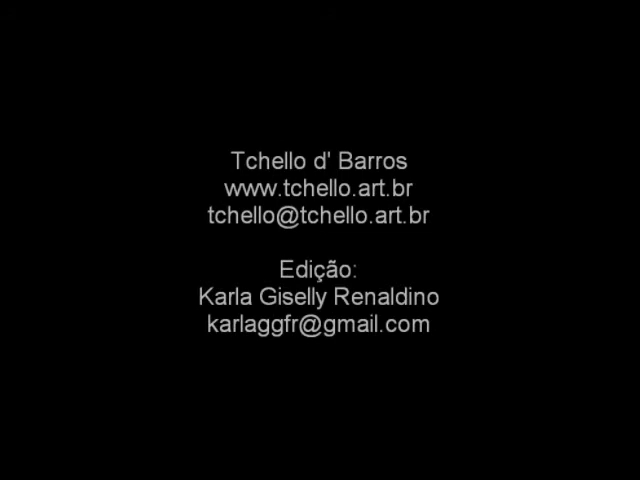 Tchello d' Barros
www.tchello.art.br
tchello@tchello.art.br
Edição:
Karla Giselly Renaldino
karlaggfr@gmail.com